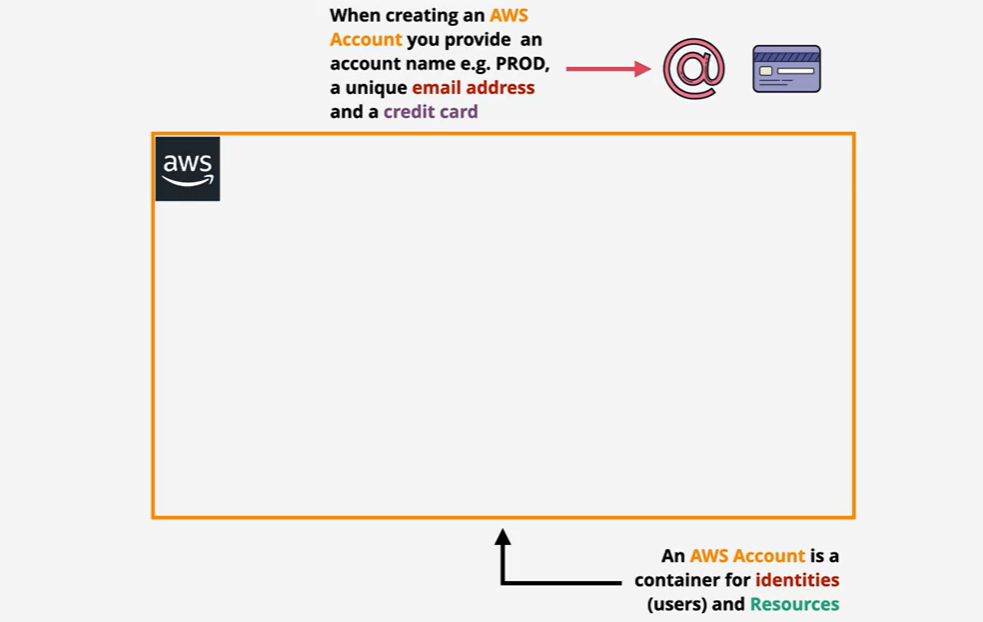 When creating an AWS
Account you provide an
account name e.g. PROD,
a unique email address
and a credit card
aws
An AWS Account is a
container for identities
(users) and Resources